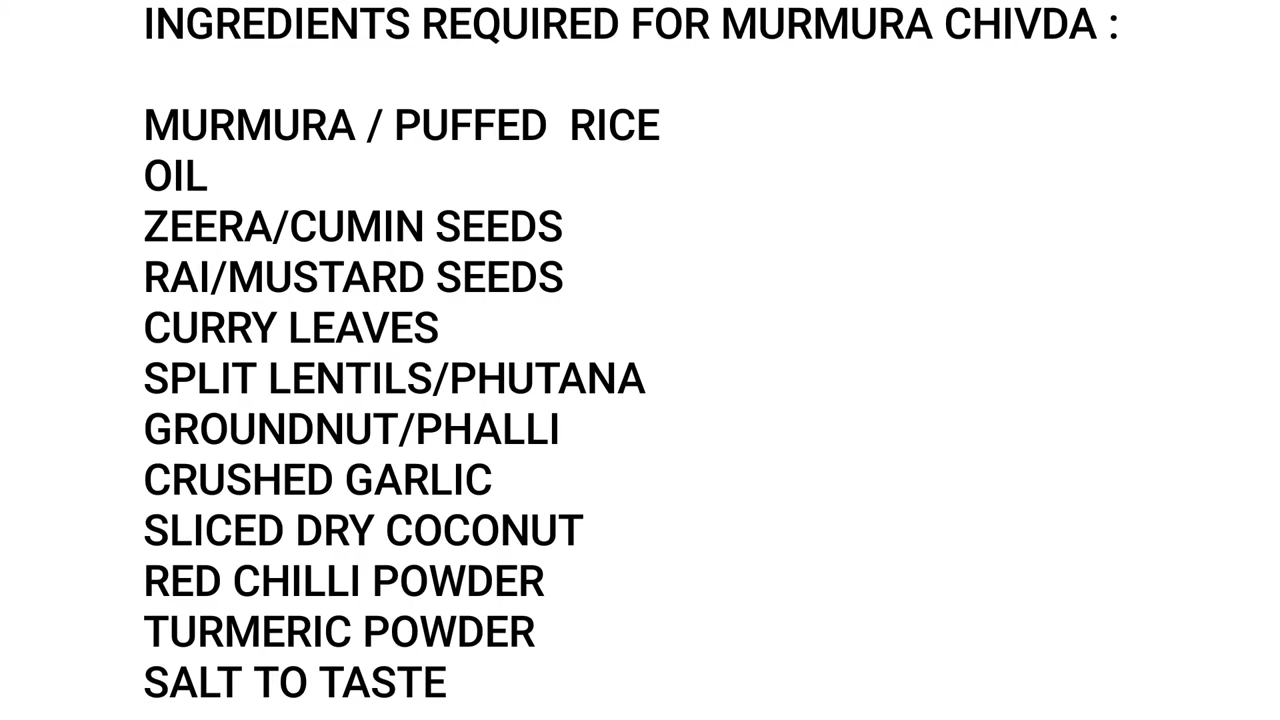 INGREDIENTS REQUIRED FOR MURMURA CHIVDA :
MURMURA / PUFFED  RICE
OIL
ZEERA/CUMIN SEEDS
RAI/MUSTARD SEEDS
CURRY LEAVES
SPLIT LENTILS/PHUTANA
GROUNDNUT/PHALLI
CRUSHED GARLIC
SLICED DRY COCONUT
RED CHILLI POWDER
TURMERIC POWDER
SALT TO TASTE